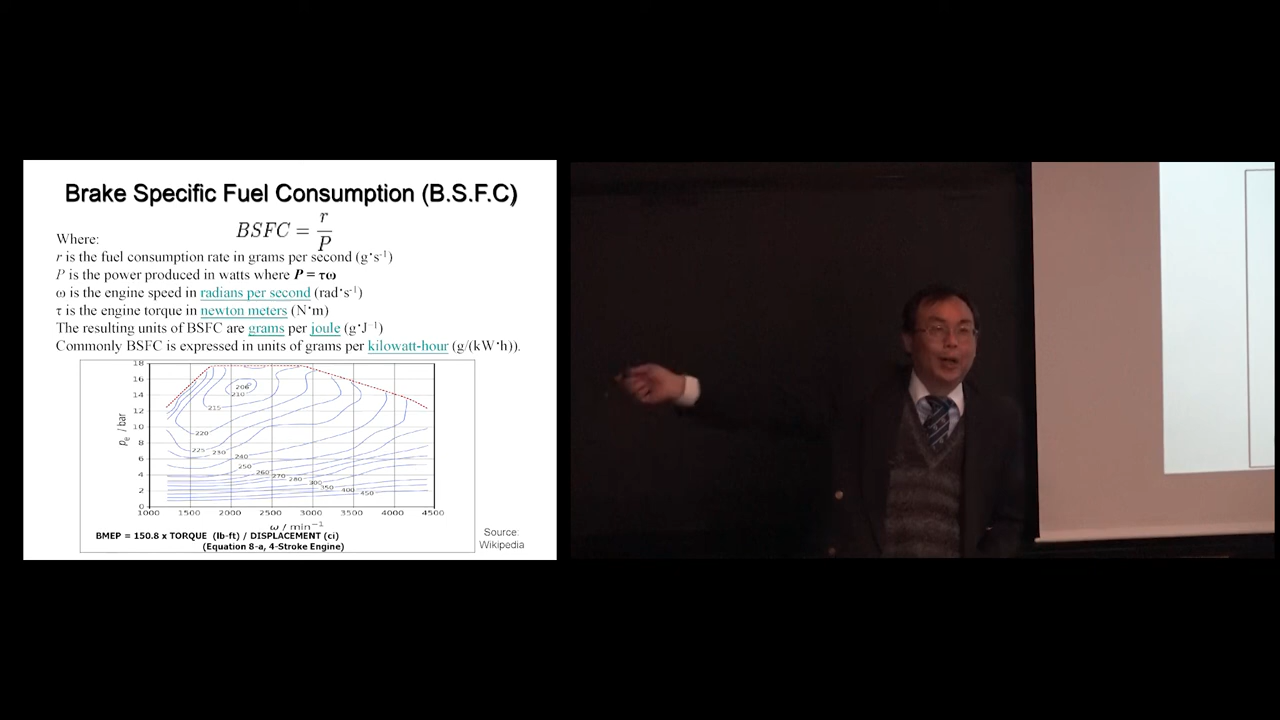 Brake Specific Fuel Consumption (B.S.F.C)
BSFC = r/P
Where:
r is the fuel consumption rate in grams per second (g·s⁻¹)
P is the power produced in watts where P = τω
ω is the engine speed in radians per second (rad·s⁻¹)
τ is the engine torque in newton meters (N·m)
The resulting units of BSFC are grams per joule (g·J⁻¹)
Commonly BSFC is expressed in units of grams per kilowatt-hour (g/(kW·h)).
18
16
14
12
10
8
6
4
2
0
pe / bar
206
210
215
220
225
230
240
250
260
270
280
300
350
400
450
1000 1500 2000 2500 3000 3500 4000 4500
ω / min⁻¹
BMEP = 150.8 x TORQUE (lb-ft) / DISPLACEMENT (ci)
(Equation 8-a, 4-Stroke Engine)
Source:
Wikipedia